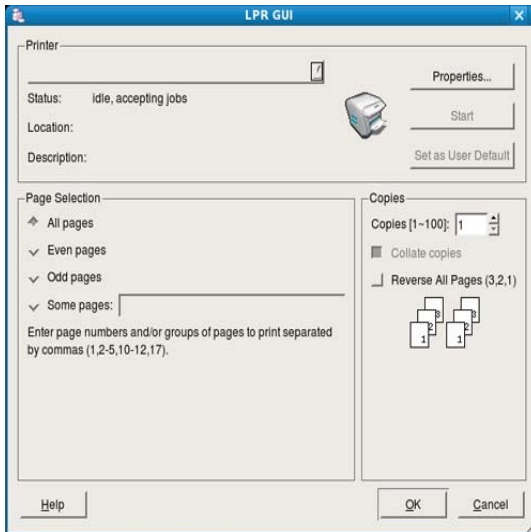 LPR GUI
Printer
Properties...
Status: idle, accepting jobs
Start
Location:
Description:
Set as User Default
Page Selection
All pages
Even pages
Odd pages
Some pages:
Enter page numbers and/or groups of pages to print separated
by commas (1,2-5,10-12,17).
Copies
Copies [1~100]: 1
Collate copies
Reverse All Pages (3,2,1)
3 3
2 2
1 1
Help
OK
Cancel